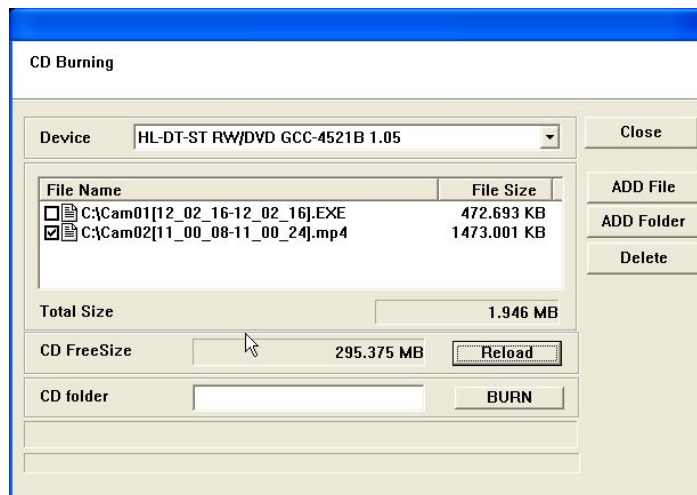 CD Burning
Device HL-DT-ST RW/DVD GCC-4521B 1.05 Close
File Name File Size ADD File
C:\Cam01[12_02_16-12_02_16].EXE 472.693 KB ADD Folder
C:\Cam02[11_00_08-11_00_24].mp4 1473.001 KB
Delete
Total Size 1.946 MB
CD FreeSize 295.375 MB Reload
CD folder BURN